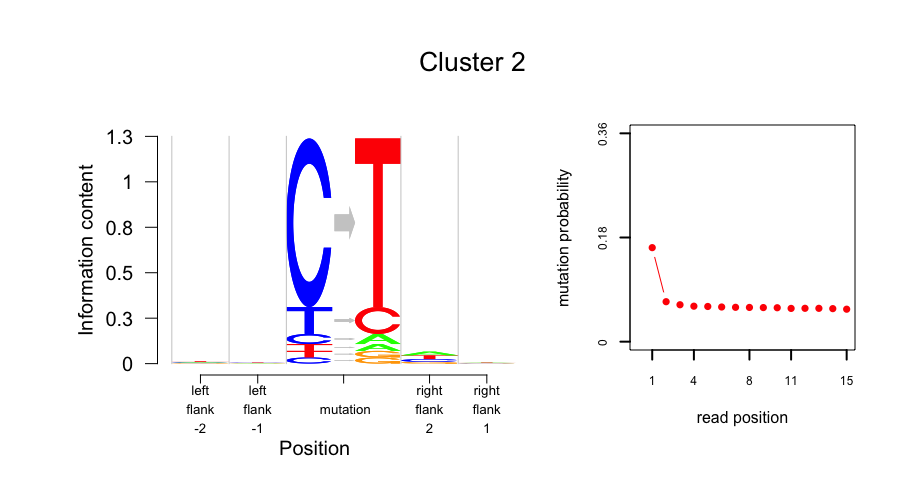 Cluster 2
Information content
1.3
1
0.8
0.5
0.3
0
C
T
T
C
C
A
T
A
C
G
A
T
left
flank
-2
left
flank
-1
mutation
right
flank
2
right
flank
1
Position
mutation probability
0.36
0.18
0
1
4
8
11
15
read position